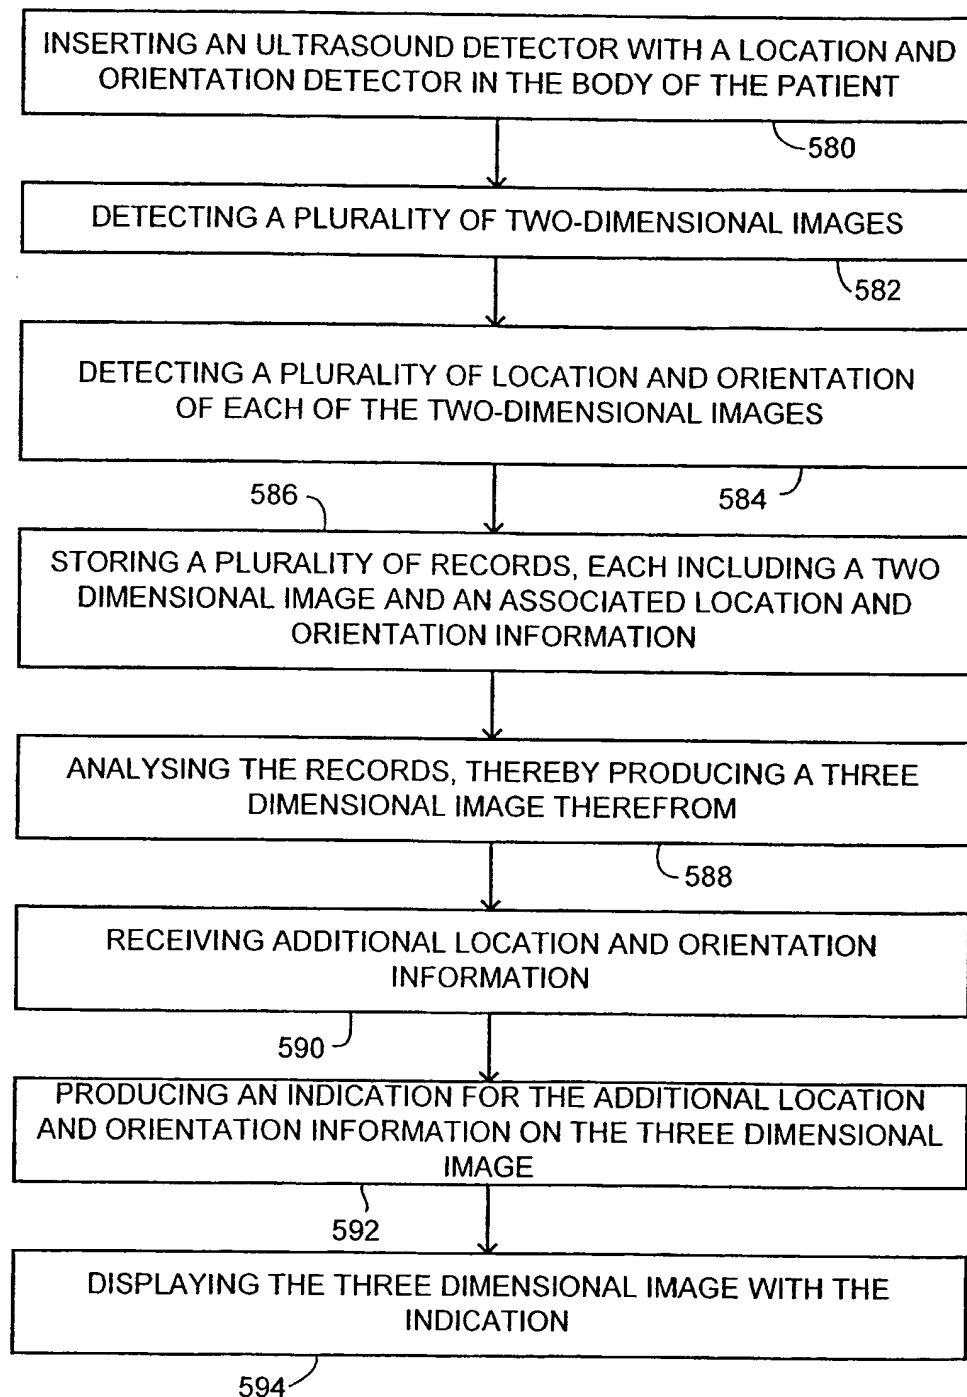 INSERTING AN ULTRASOUND DETECTOR WITH A LOCATION AND
ORIENTATION DETECTOR IN THE BODY OF THE PATIENT
580
DETECTING A PLURALITY OF TWO-DIMENSIONAL IMAGES
582
DETECTING A PLURALITY OF LOCATION AND ORIENTATION
OF EACH OF THE TWO-DIMENSIONAL IMAGES
584
586
STORING A PLURALITY OF RECORDS, EACH INCLUDING A TWO
DIMENSIONAL IMAGE AND AN ASSOCIATED LOCATION AND
ORIENTATION INFORMATION
ANALYSING THE RECORDS, THEREBY PRODUCING A THREE
DIMENSIONAL IMAGE THEREFROM
588
RECEIVING ADDITIONAL LOCATION AND ORIENTATION
INFORMATION
590
PRODUCING AN INDICATION FOR THE ADDITIONAL LOCATION
AND ORIENTATION INFORMATION ON THE THREE DIMENSIONAL
IMAGE
592
DISPLAYING THE THREE DIMENSIONAL IMAGE WITH THE
INDICATION
594